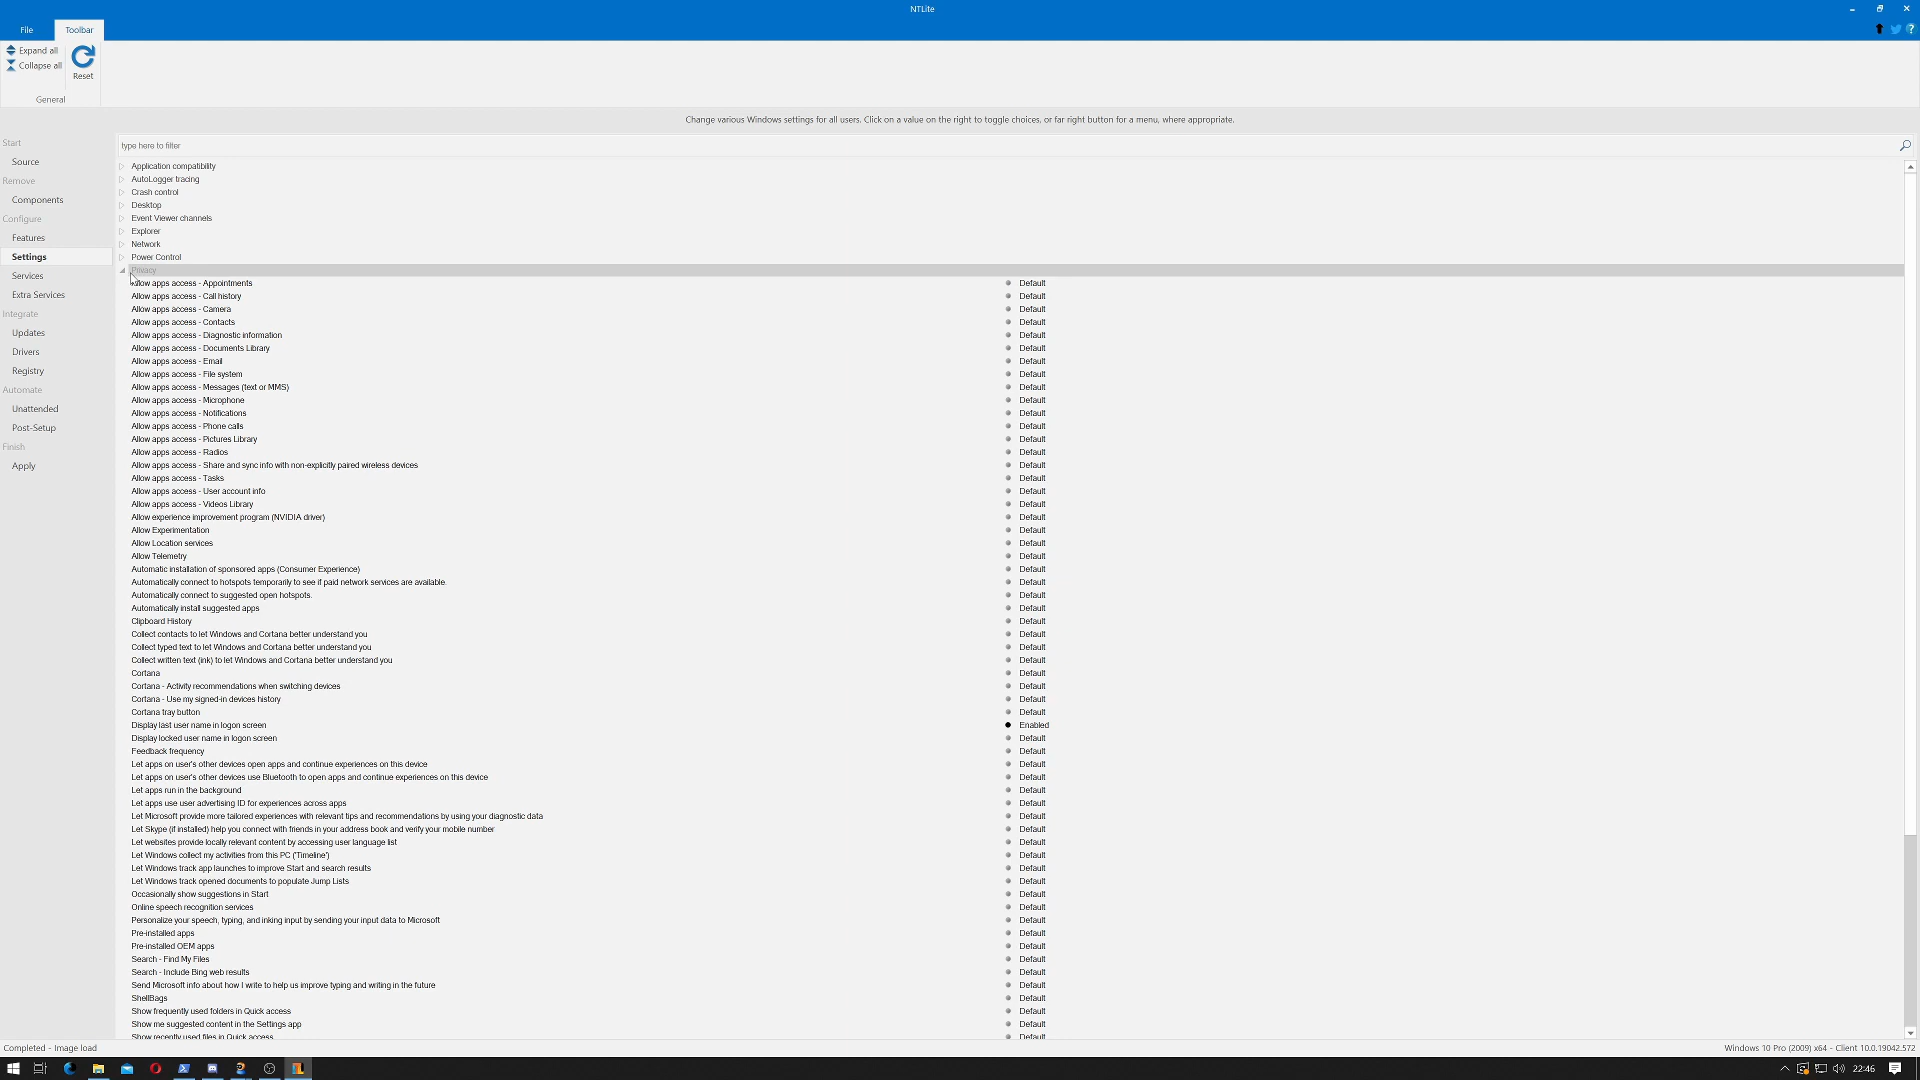 NTLite
File
Toolbar
Expand all
Collapse all
Reset
General
Change various Windows settings for all users. Click on a value on the right to toggle choices, or far right button for a menu, where appropriate.
Start
Source
Remove
Components
Configure
Features
Settings
Services
Extra Services
Integrate
Updates
Drivers
Registry
Automate
Unattended
Post-Setup
Finish
Apply
type here to filter
Application compatibility
AutoLogger tracing
Crash control
Desktop
Event Viewer channels
Explorer
Network
Power Control
Privacy
Allow apps access - Appointments Default
Allow apps access - Call history Default
Allow apps access - Camera Default
Allow apps access - Contacts Default
Allow apps access - Diagnostic information Default
Allow apps access - Documents Library Default
Allow apps access - Email Default
Allow apps access - File system Default
Allow apps access - Messages (text or MMS) Default
Allow apps access - Microphone Default
Allow apps access - Notifications Default
Allow apps access - Phone calls Default
Allow apps access - Pictures Library Default
Allow apps access - Radios Default
Allow apps access - Share and sync info with non-explicitly paired wireless devices Default
Allow apps access - Tasks Default
Allow apps access - User account info Default
Allow apps access - Videos Library Default
Allow experience improvement program (NVIDIA driver) Default
Allow Experimentation Default
Allow Location services Default
Allow Telemetry Default
Automatic installation of sponsored apps (Consumer Experience) Default
Automatically connect to hotspots temporarily to see if paid network services are available. Default
Automatically connect to suggested open hotspots. Default
Automatically install suggested apps Default
Clipboard History Default
Collect contacts to let Windows and Cortana better understand you Default
Collect typed text to let Windows and Cortana better understand you Default
Collect written text (ink) to let Windows and Cortana better understand you Default
Cortana Default
Cortana - Activity recommendations when switching devices Default
Cortana - Use my signed-in devices history Default
Cortana tray button Default
Display last user name in logon screen Enabled
Display locked user name in logon screen Default
Feedback frequency Default
Let apps on user's other devices open apps and continue experiences on this device Default
Let apps on user's other devices use Bluetooth to open apps and continue experiences on this device Default
Let apps run in the background Default
Let apps use user advertising ID for experiences across apps Default
Let Microsoft provide more tailored experiences with relevant tips and recommendations by using your diagnostic data Default
Let Skype (if installed) help you connect with friends in your address book and verify your mobile number Default
Let websites provide locally relevant content by accessing user language list Default
Let Windows collect my activities from this PC ('Timeline') Default
Let Windows track app launches to improve Start and search results Default
Let Windows track opened documents to populate Jump Lists Default
Occasionally show suggestions in Start Default
Online speech recognition services Default
Personalize your speech, typing, and inking input by sending your input data to Microsoft Default
Pre-installed apps Default
Pre-installed OEM apps Default
Search - Find My Files Default
Search - Include Bing web results Default
Send Microsoft info about how I write to help us improve typing and writing in the future Default
ShellBags Default
Show frequently used folders in Quick access Default
Show me suggested content in the Settings app Default
Show recently used files in Quick access Default
Completed - Image load
Windows 10 Pro (2009) x64 - Client 10.0.19042.572
22:46